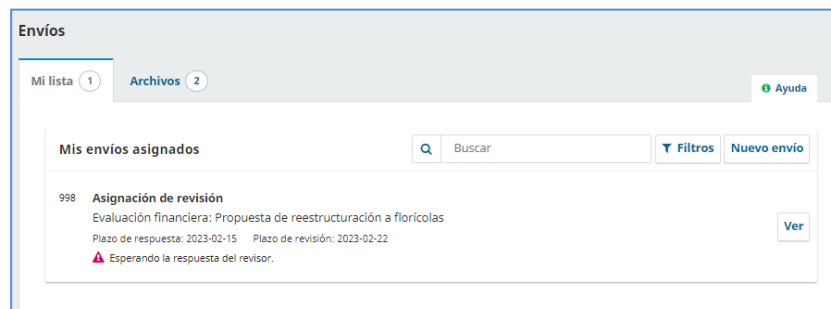 Envíos
Mi lista 1 Archivos 2
Ayuda
Mis envíos asignados Buscar Filtros Nuevo envío
998 Asignación de revisión
Evaluación financiera: Propuesta de reestructuración a florícolas
Ver
Plazo de respuesta: 2023-02-15 Plazo de revisión: 2023-02-22
Esperando la respuesta del revisor.